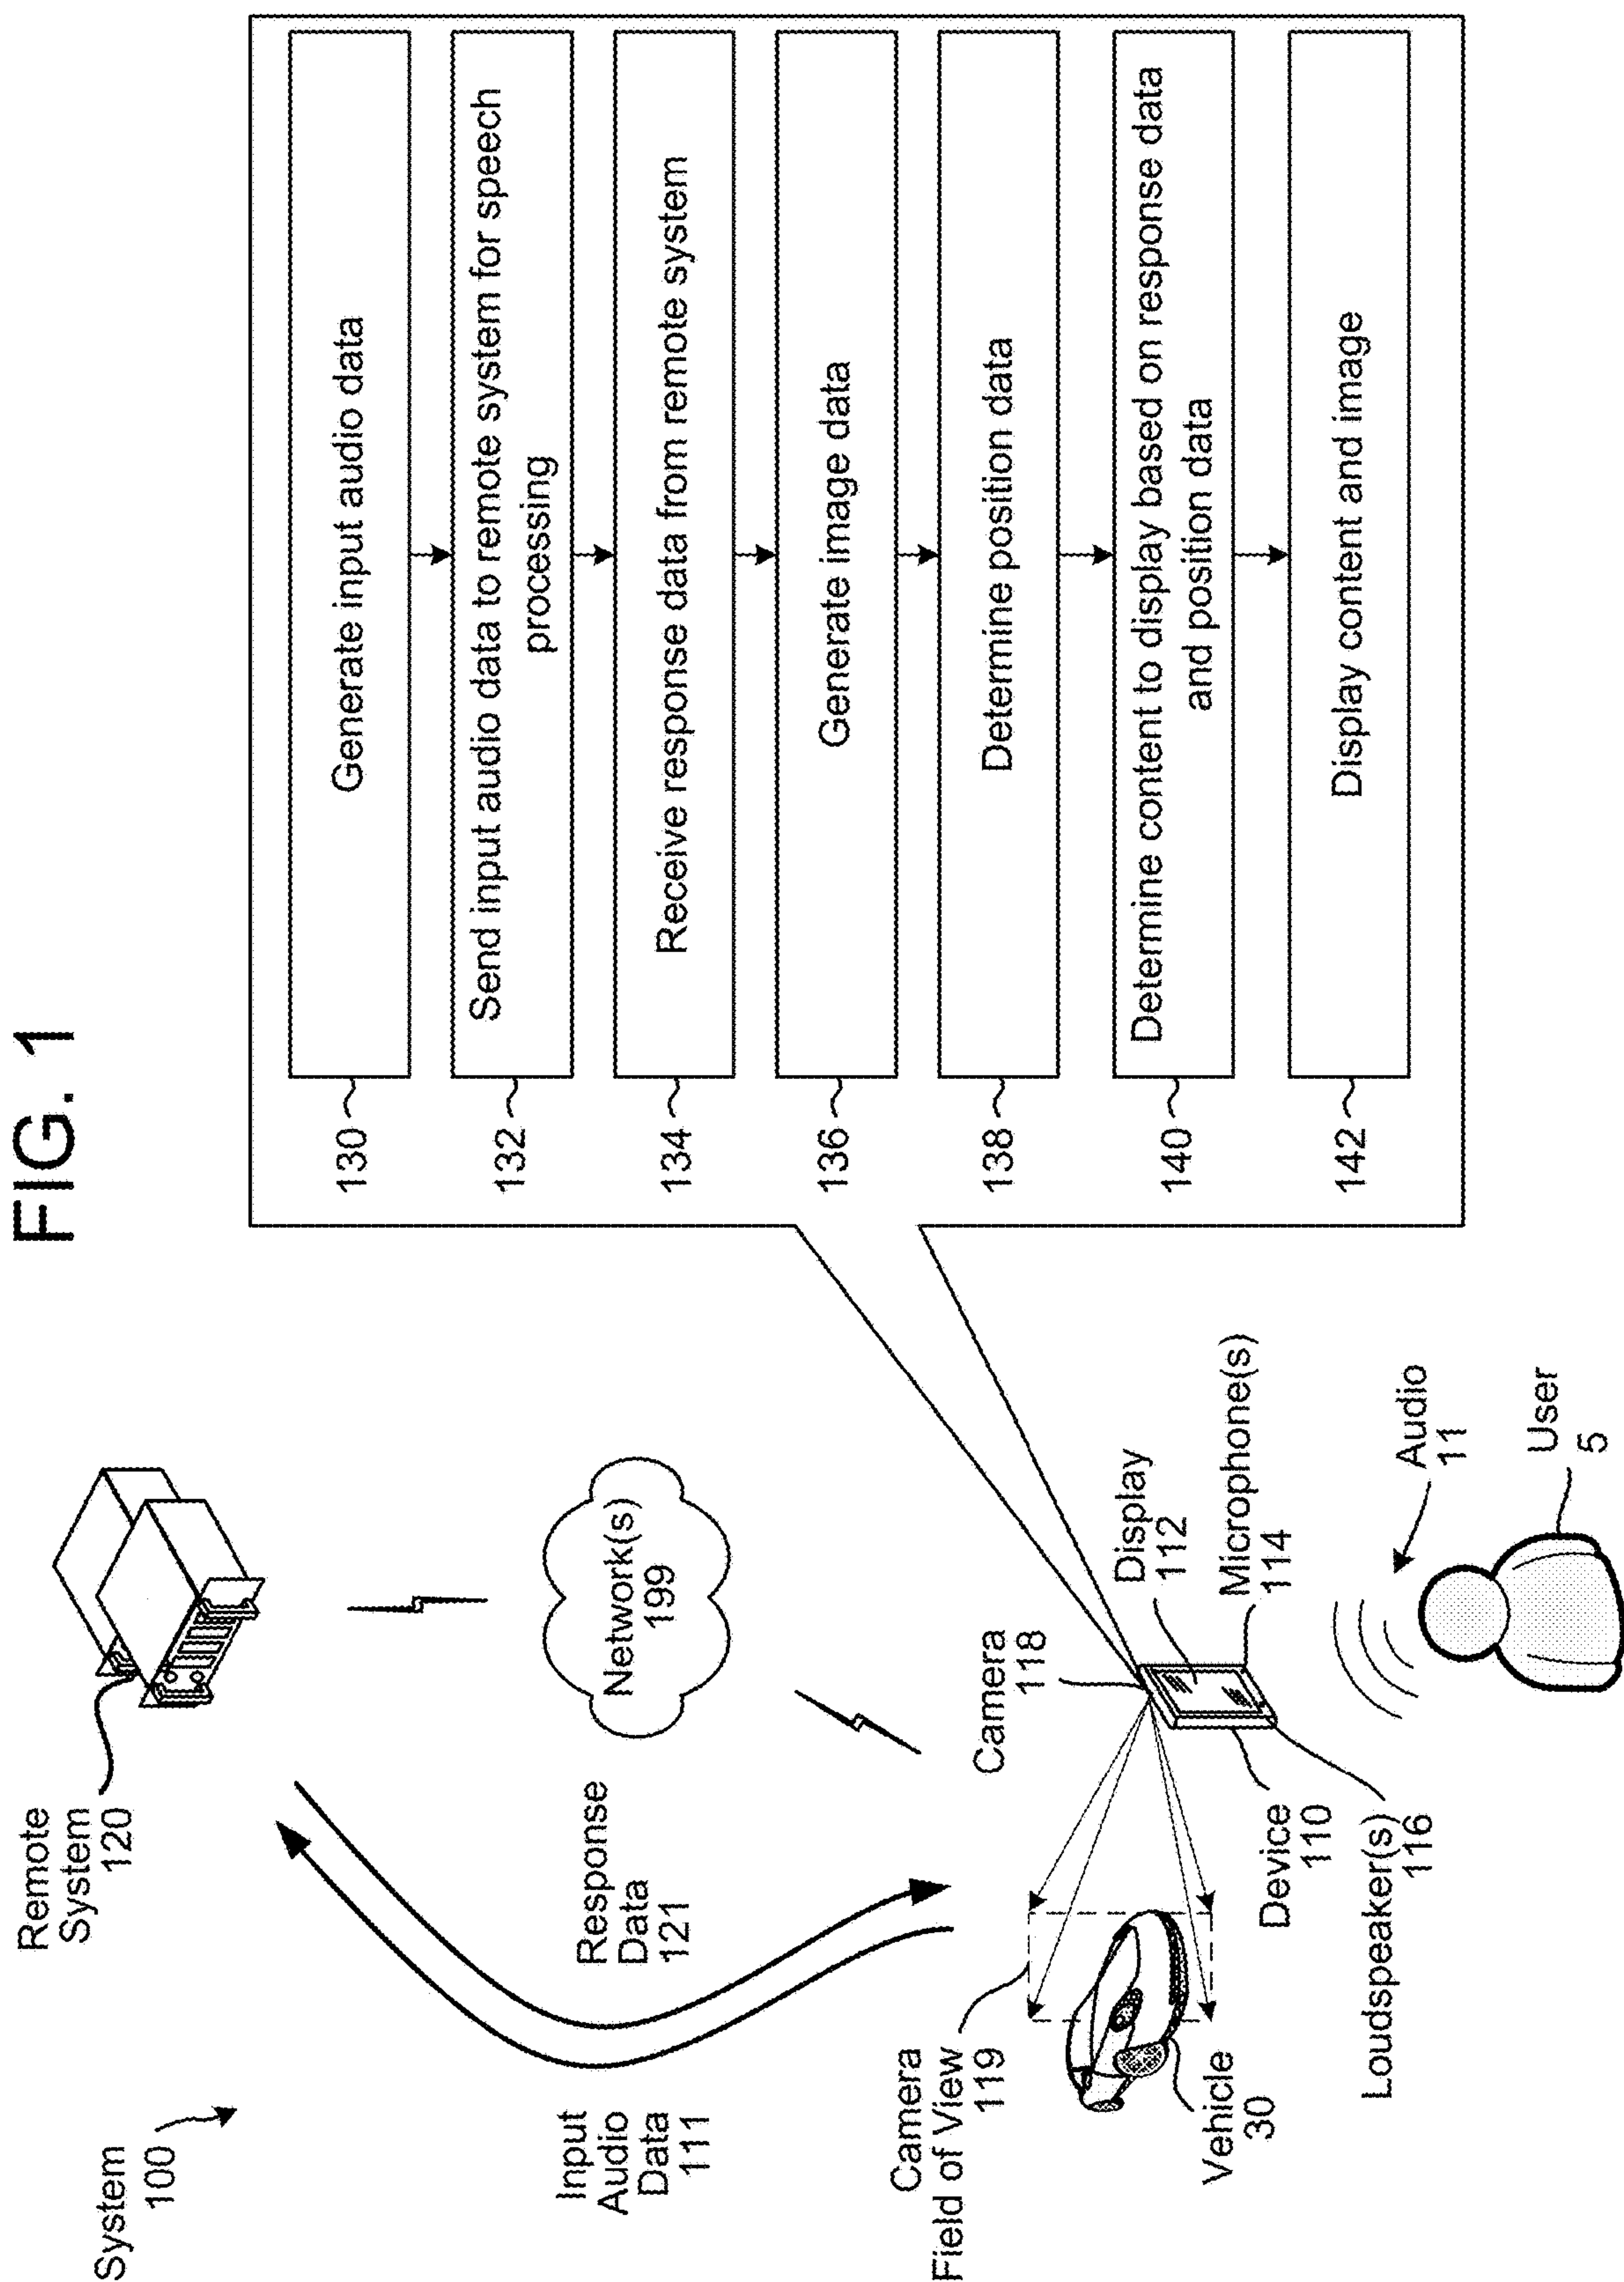 FIG. 1
System
100
Remote
System
120
Input
Audio
Data
111
Response
Data
121
Network(s)
199
Camera
Field of View
119
Vehicle
30
Camera
118
Display
112
Microphone(s)
114
Device
110
Loudspeaker(s)
116
Audio
11
User
5
130
Generate input audio data
132
Send input audio data to remote system for speech
processing
134
Receive response data from remote system
136
Generate image data
138
Determine position data
140
Determine content to display based on response data
and position data
142
Display content and image